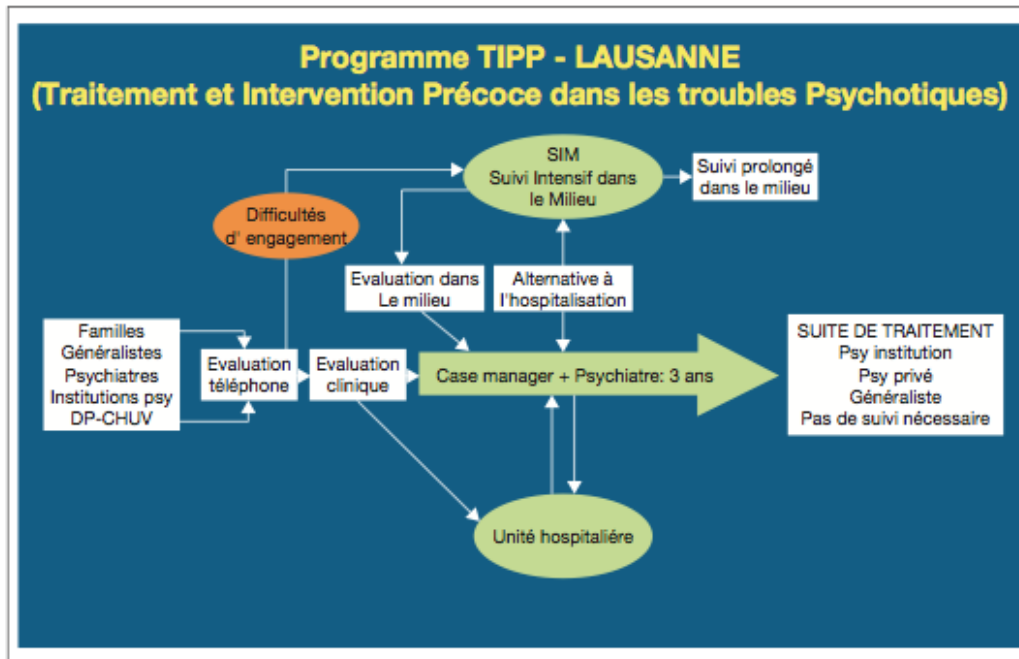 Programme TIPP - LAUSANNE
(Traitement et Intervention Précoce dans les troubles Psychotiques)
SIM
Suivi Intensif dans
le Milieu
Suivi prolongé
dans le milieu
Difficultés
d' engagement
Evaluation dans
Le milieu
Alternative à
l'hospitalisation
Familles
Généralistes
Psychiatres
Institutions psy
DP-CHUV
Evaluation
téléphone
Evaluation
clinique
Case manager + Psychiatre: 3 ans
SUITE DE TRAITEMENT
Psy institution
Psy privé
Généraliste
Pas de suivi nécessaire
Unité hospitaliére